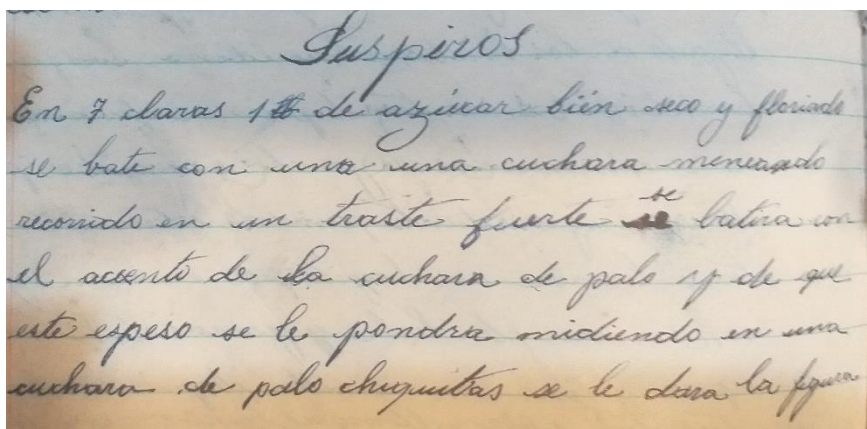 Suspiros
En 7 claras 1 ℔ de azúcar bién seco y floriado
se bate con una una cuchara meneando
recorrido en un traste fuerte se batira con
el acento de la cuchara de palo y de que
este espeso se le pondra midiendo en una
cuchara de palo chiquitas se le dara la figura